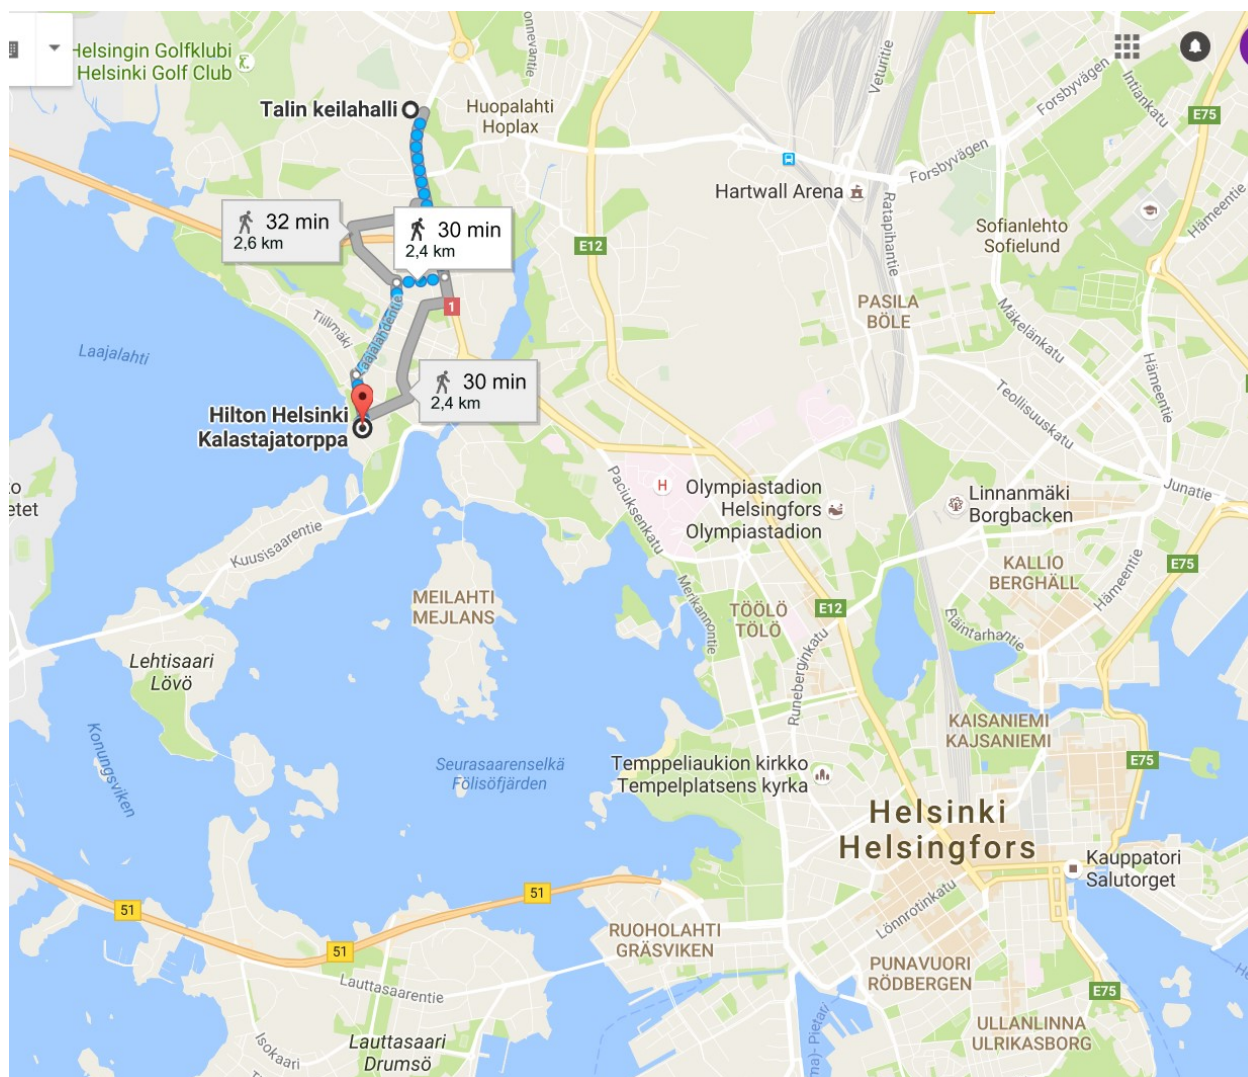 Helsingin Golfklubi
Helsinki Golf Club
Talin keilahalli
Huopalahti
Hoplax
Veturitie
Forsbyvägen
Intiankatu
E75
Forsbyvägen
Hartwall Arena
Ratapihantie
Hämeentie
Sofianlehto
Sofielund
32 min
2,6 km
30 min
2,4 km
E12
PASILA
BÖLE
Mäkelänkatu
Hämeentie
1
Tiilimäki
Laajalahdentie
Laajalahti
30 min
2,4 km
Teollisuuskatu
Hilton Helsinki
Kalastajatorppa
Paciuksenkatu
H
Olympiastadion
Helsingfors
Olympiastadion
Linnanmäki
Borgbacken
Junatie
etet
Kuusisaarentie
KALLIO
BERGHÄLL
E75
Hämeentie
MEILAHTI
MEJLANS
Merikannontie
TÖÖLÖ
TÖLÖ
E12
Eläintarhantie
Runeberginkatu
Lehtisaari
Lövö
Konungsviken
KAISANIEMI
KAJSANIEMI
E75
Seurasaarenselkä
Fölisöfjärden
Temppeliaukion kirkko
Tempelplatsens kyrka
Helsinki
Helsingfors
Kauppatori
Salutorget
51
51
51
Lönnrotinkatu
RUOHOLAHTI
GRÄSVIKEN
PUNAVUORI
RÖDBERGEN
E75
Lauttasaarentie
ULLANLINNA
ULRIKASBORG
Isokaari
Lauttasaari
Drumsö